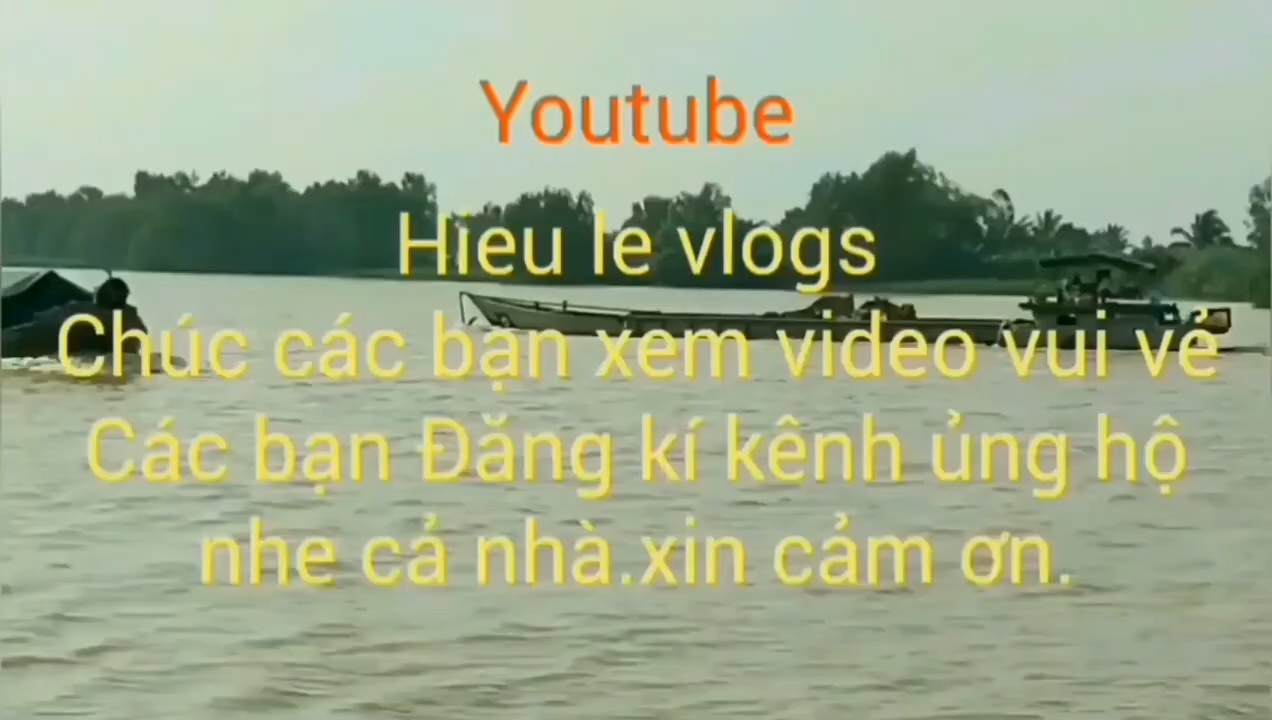 Youtube
Hieu le vlogs
Chúc các bạn xem video vui vẻ
Các bạn Đăng kí kênh ủng hộ
nhe cả nhà.xin cảm ơn.